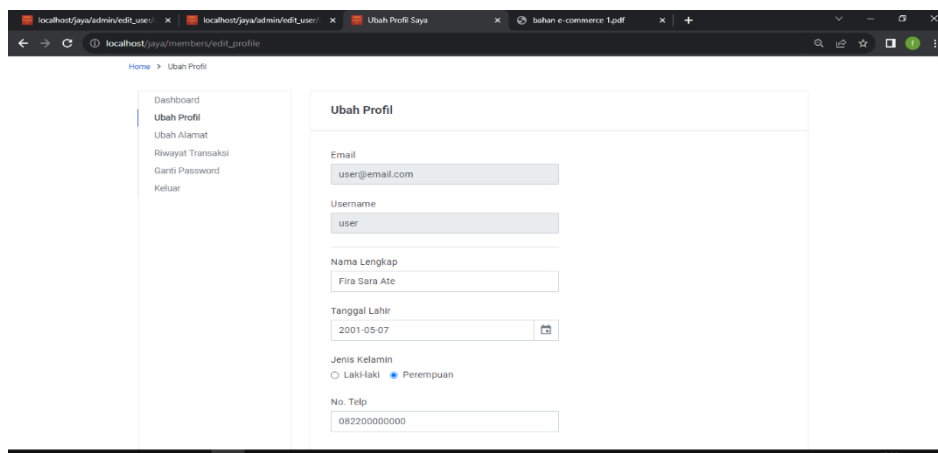 localhost/jaya/admin/edit_user/
localhost/jaya/admin/edit_user/
Ubah Profil Saya
bahan e-commerce 1.pdf
localhost/jaya/members/edit_profile
Home > Ubah Profil
Dashboard
Ubah Profil
Ubah Alamat
Riwayat Transaksi
Ganti Password
Keluar
Ubah Profil
Email
user@email.com
Username
user
Nama Lengkap
Fira Sara Ate
Tanggal Lahir
2001-05-07
Jenis Kelamin
Laki-laki Perempuan
No. Telp
082200000000